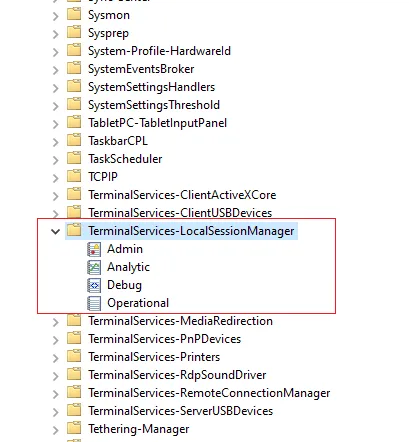 Sysmon
Sysprep
System-Profile-HardwareId
SystemEventsBroker
SystemSettingsHandlers
SystemSettingsThreshold
TabletPC-TabletInputPanel
TaskbarCPL
TaskScheduler
TCPIP
TerminalServices-ClientActiveXCore
TerminalServices-ClientUSBDevices
TerminalServices-LocalSessionManager
Admin
Analytic
Debug
Operational
TerminalServices-MediaRedirection
TerminalServices-PnPDevices
TerminalServices-Printers
TerminalServices-RdpSoundDriver
TerminalServices-RemoteConnectionManager
TerminalServices-ServerUSBDevices
Tethering-Manager